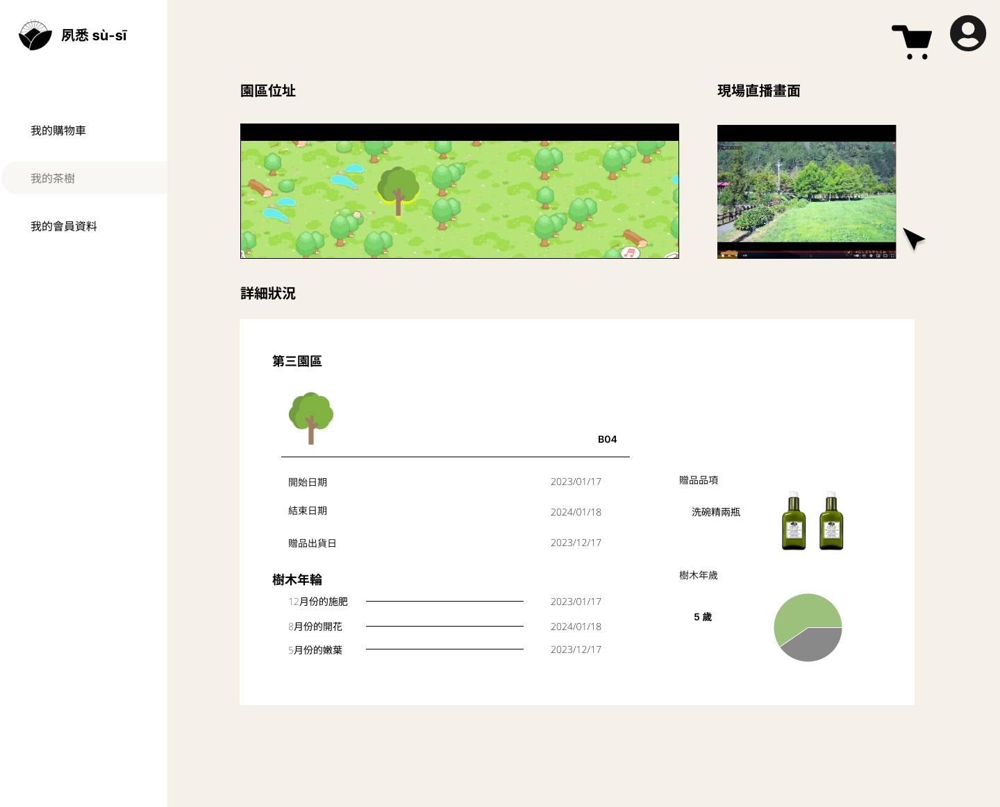 夙悉 sù-sī
我的購物車
我的茶樹
我的會員資料
園區位址
現場直播畫面
詳細狀況
第三園區
B04
開始日期 2023/01/17
結束日期 2024/01/18
贈品出貨日 2023/12/17
贈品品項
洗碗精兩瓶
樹木年輪
12月份的施肥 2023/01/17
8月份的開花 2024/01/18
5月份的嫩葉 2023/12/17
樹木年歲
5 歲